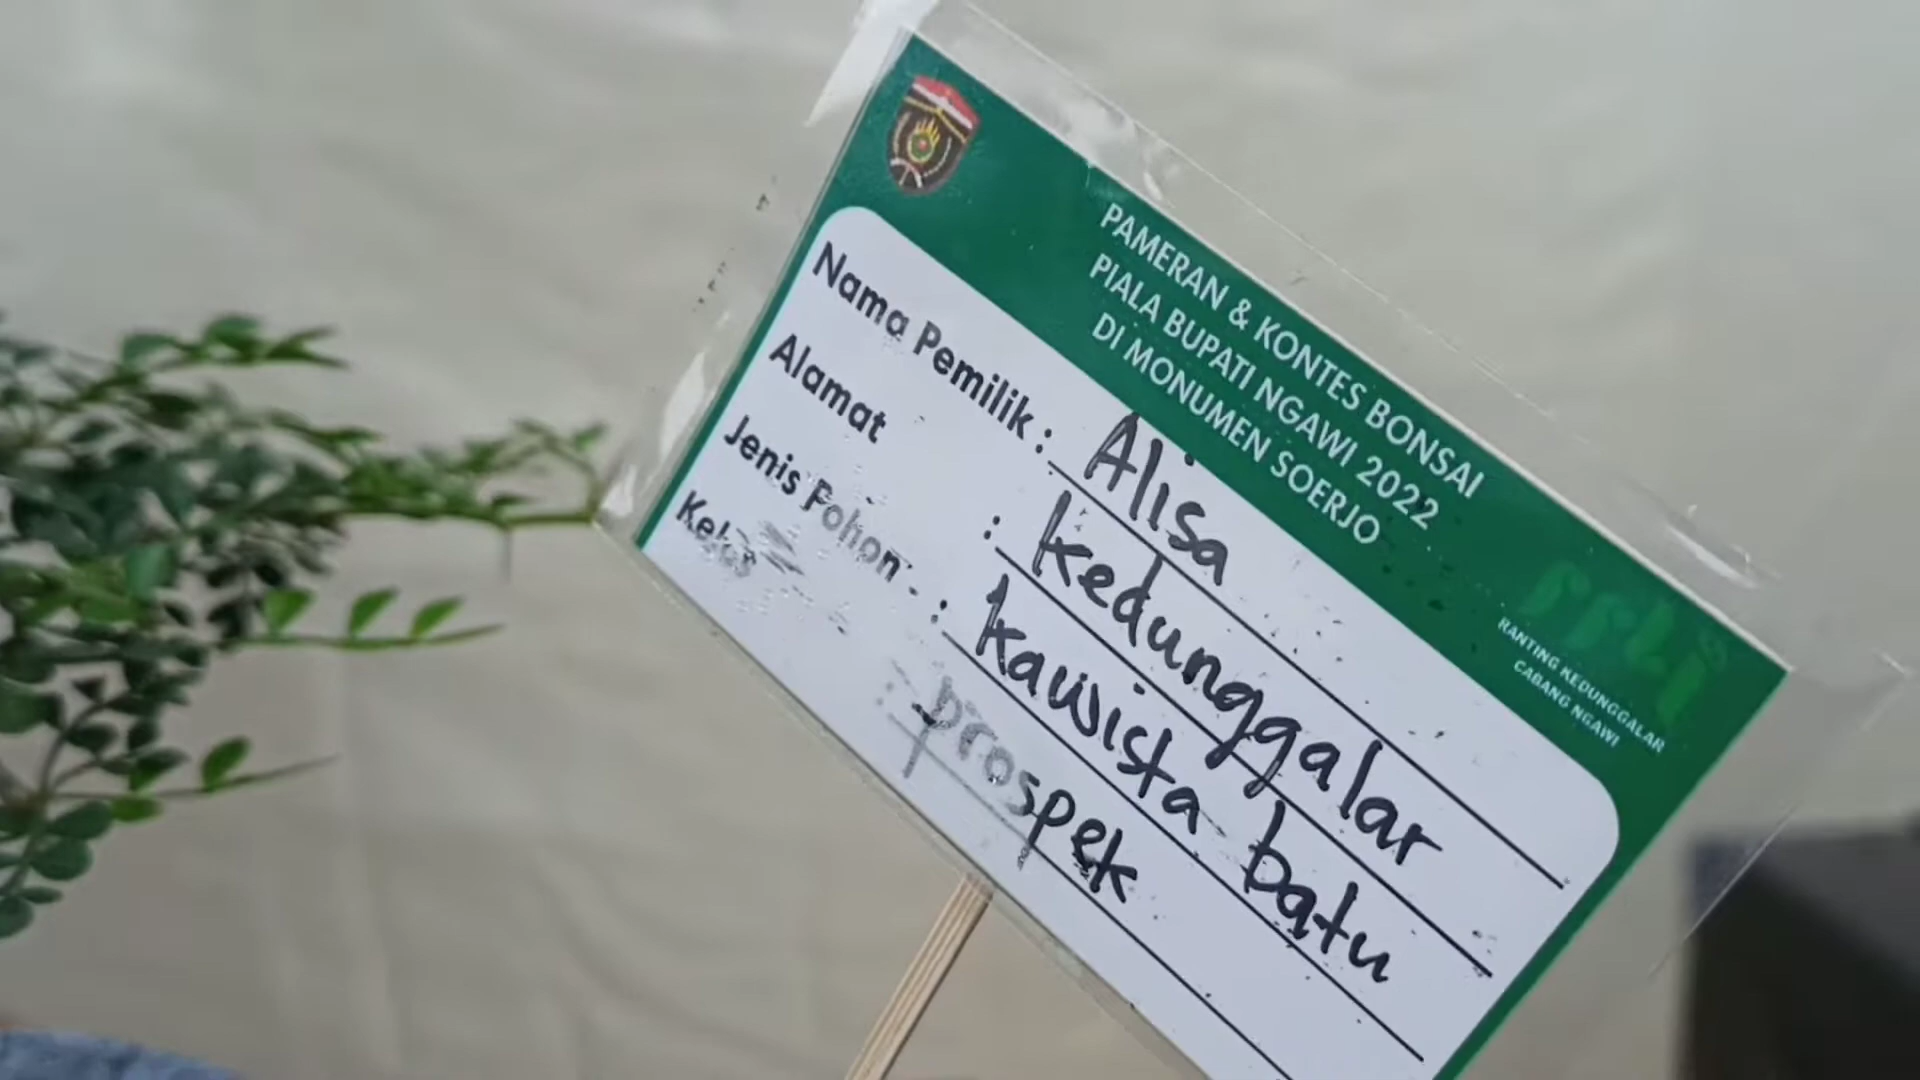 PAMERAN & KONTES BONSAI
PIALA BUPATI NGAWI 2022
DI MONUMEN SOERJO
Nama Pemilik : Alisa
Alamat : Kedunggalar
Jenis Pohon : Kawista batu
Kelas : prospek
RANTING KEDUNGGALAR
CABANG NGAWI